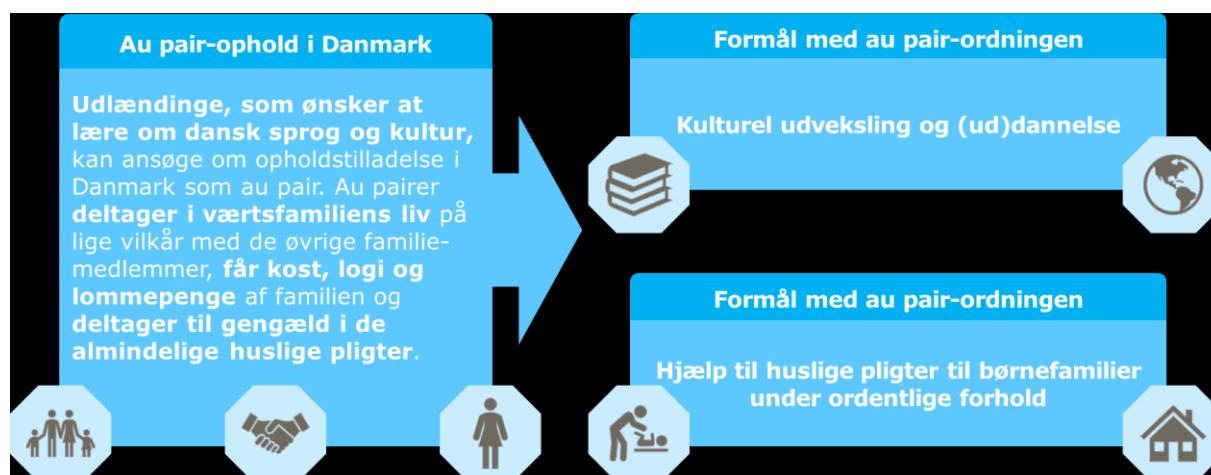 Au pair-ophold i Danmark
Udlændinge, som ønsker at
lære om dansk sprog og kultur,
kan ansøge om opholdstilladelse i
Danmark som au pair. Au pairer
deltager i værtsfamiliens liv på
lige vilkår med de øvrige familie-
medlemmer, får kost, logi og
lommepenge af familien og
deltager til gengæld i de
almindelige huslige pligter.
Formål med au pair-ordningen
Kulturel udveksling og (ud)dannelse
Formål med au pair-ordningen
Hjælp til huslige pligter til børnefamilier
under ordentlige forhold